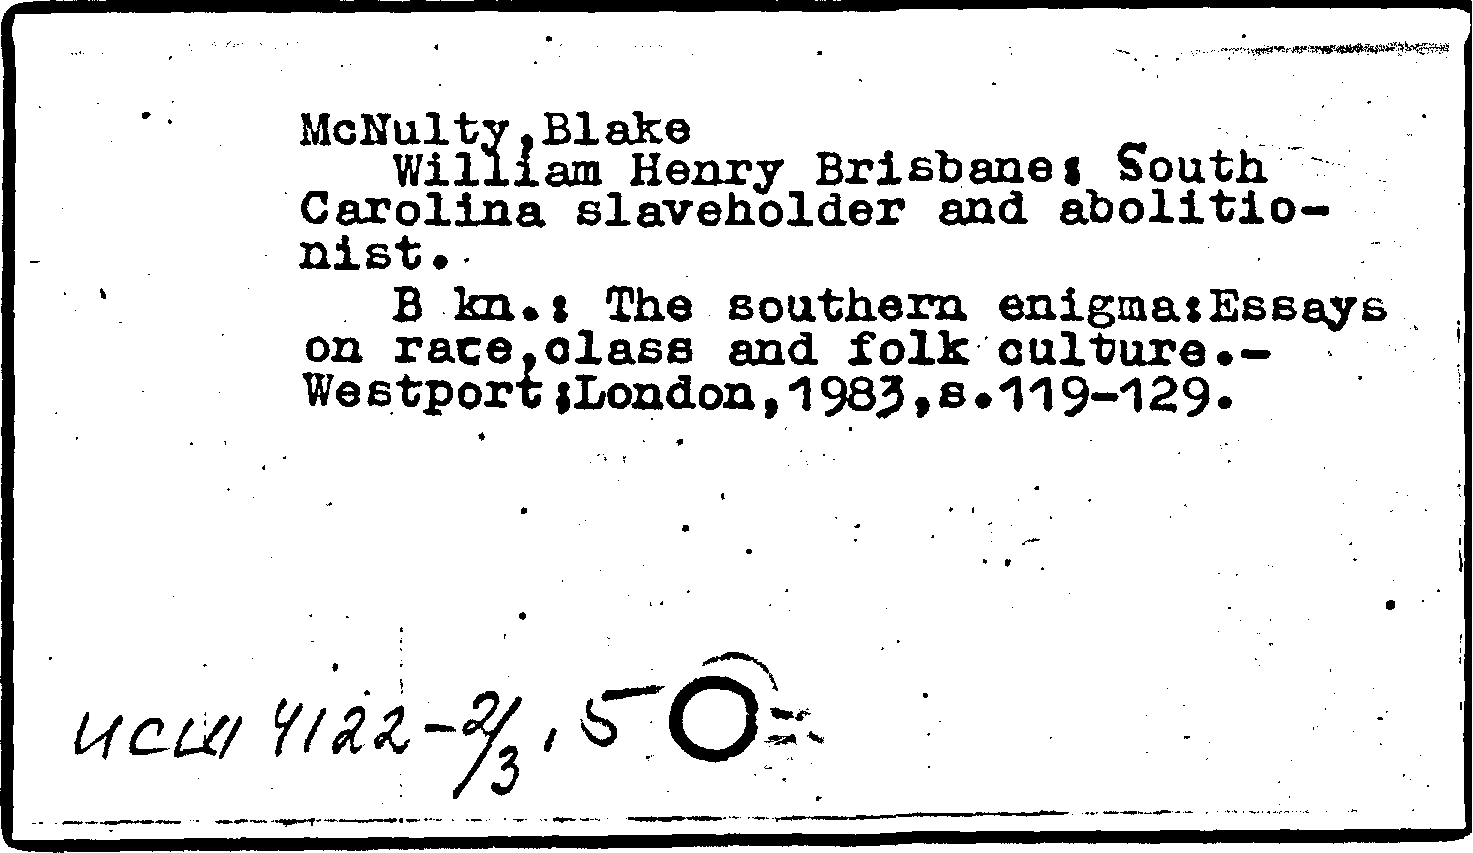 McNulty,Blake
William Henry Brisbane: South
Carolina slaveholder and abolitio-
nist.
В кн.: The southern enigma:Essays
on race,class and folk culture.-
Westport;London,1983,s.119-129.
ИСШ 4122-2/3, 5